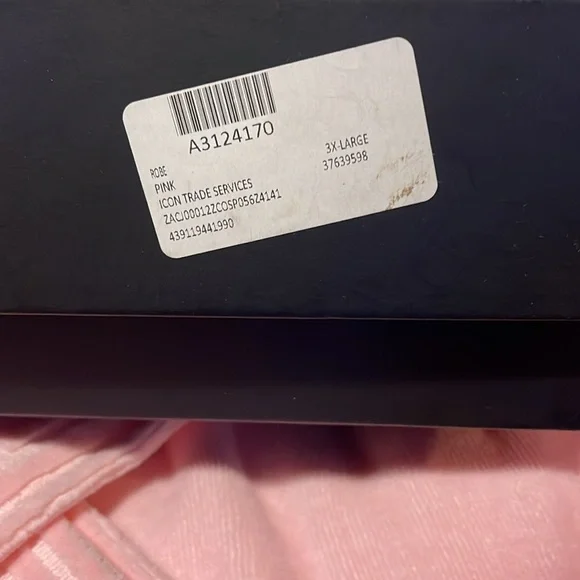 A3124170
ROBE
PINK
ICON TRADE SERVICES
ZACJ00012ZCOSP056Z4141
439119441990
3X-LARGE
37639598